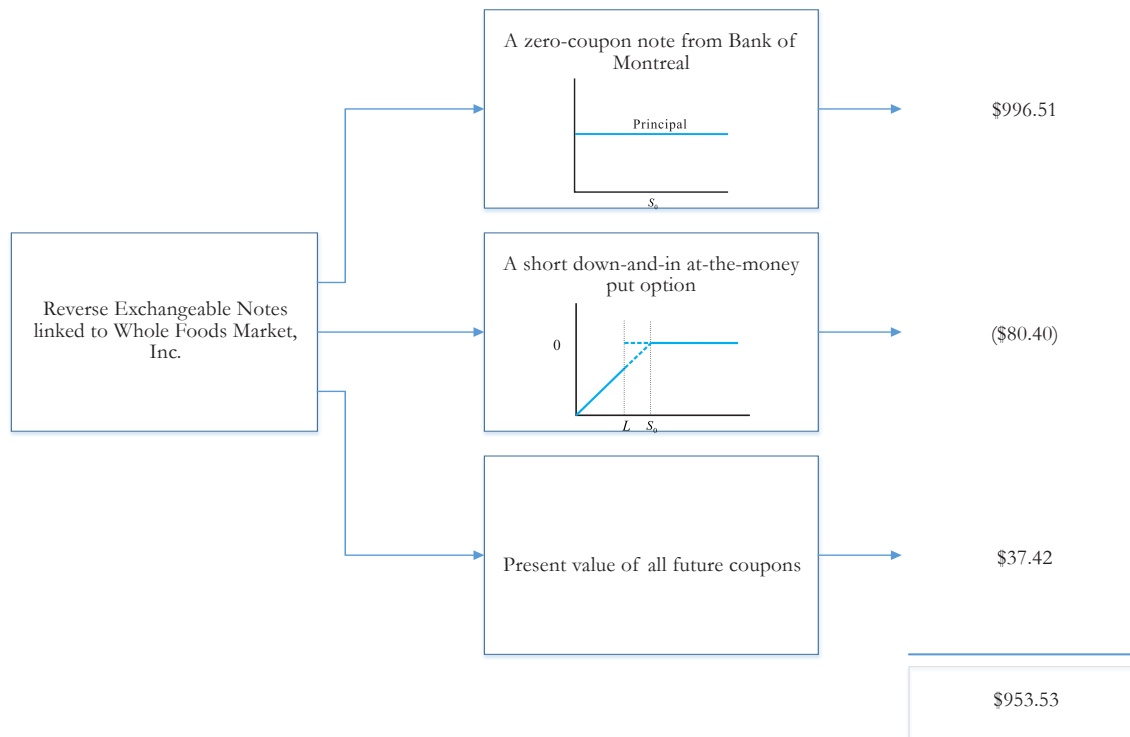 A zero-coupon note from Bank of
Montreal
Principal
S₀
$996.51
Reverse Exchangeable Notes
linked to Whole Foods Market,
Inc.
A short down-and-in at-the-money
put option
0
L S₀
($80.40)
Present value of all future coupons
$37.42
$953.53